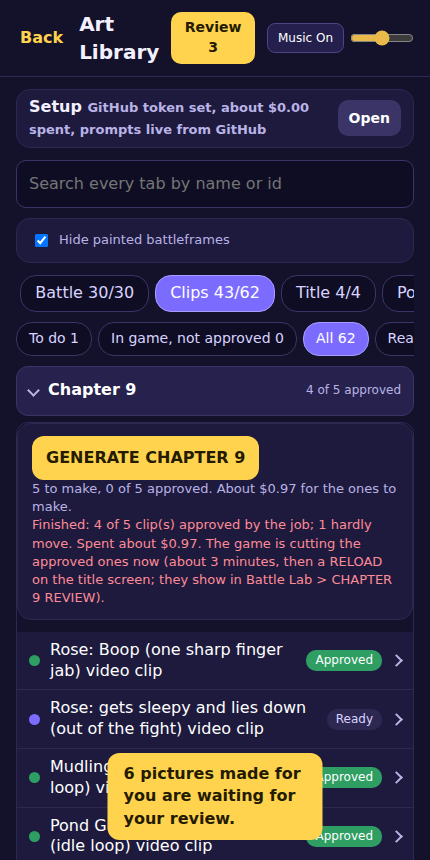 Back
Art
Library
Review
3
Music On
Setup GitHub token set, about $0.00
spent, prompts live from GitHub
Open
Search every tab by name or id
Hide painted battleframes
Battle 30/30
Clips 43/62
Title 4/4
Po
To do 1
In game, not approved 0
All 62
Rea
Chapter 9
4 of 5 approved
GENERATE CHAPTER 9
5 to make, 0 of 5 approved. About $0.97 for the ones to
make.
Finished: 4 of 5 clip(s) approved by the job; 1 hardly
move. Spent about $0.97. The game is cutting the
approved ones now (about 3 minutes, then a RELOAD
on the title screen; they show in Battle Lab > CHAPTER
9 REVIEW).
Rose: Boop (one sharp finger
jab) video clip
Approved
Rose: gets sleepy and lies down
(out of the fight) video clip
Ready
Mudling
loop) vi
Approved
Pond G
(idle loop) video clip
Approved
6 pictures made for
you are waiting for
your review.